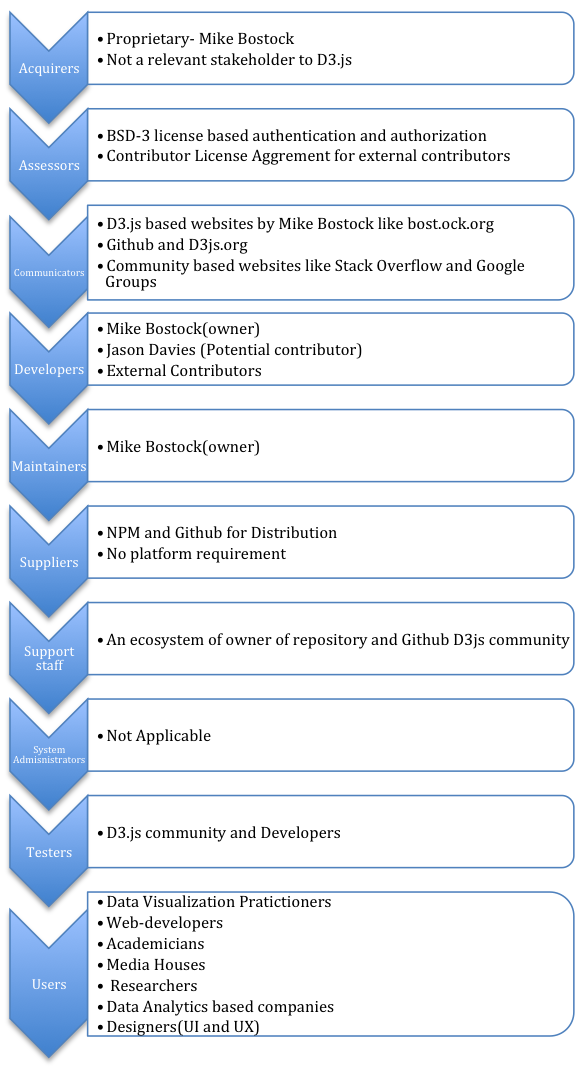 Acquirers
• Proprietary- Mike Bostock
• Not a relevant stakeholder to D3.js
Assessors
• BSD-3 license based authentication and authorization
• Contributor License Aggrement for external contributors
Communicators
• D3.js based websites by Mike Bostock like bost.ock.org
• Github and D3js.org
• Community based websites like Stack Overflow and Google
Groups
Developers
• Mike Bostock(owner)
• Jason Davies (Potential contributor)
• External Contributors
Maintainers
• Mike Bostock(owner)
Suppliers
• NPM and Github for Distribution
• No platform requirement
Support
staff
• An ecosystem of owner of repository and Github D3js community
System
Admisnistrators
• Not Applicable
Testers
• D3.js community and Developers
Users
• Data Visualization Pratictioners
• Web-developers
• Academicians
• Media Houses
• Researchers
• Data Analytics based companies
• Designers(UI and UX)